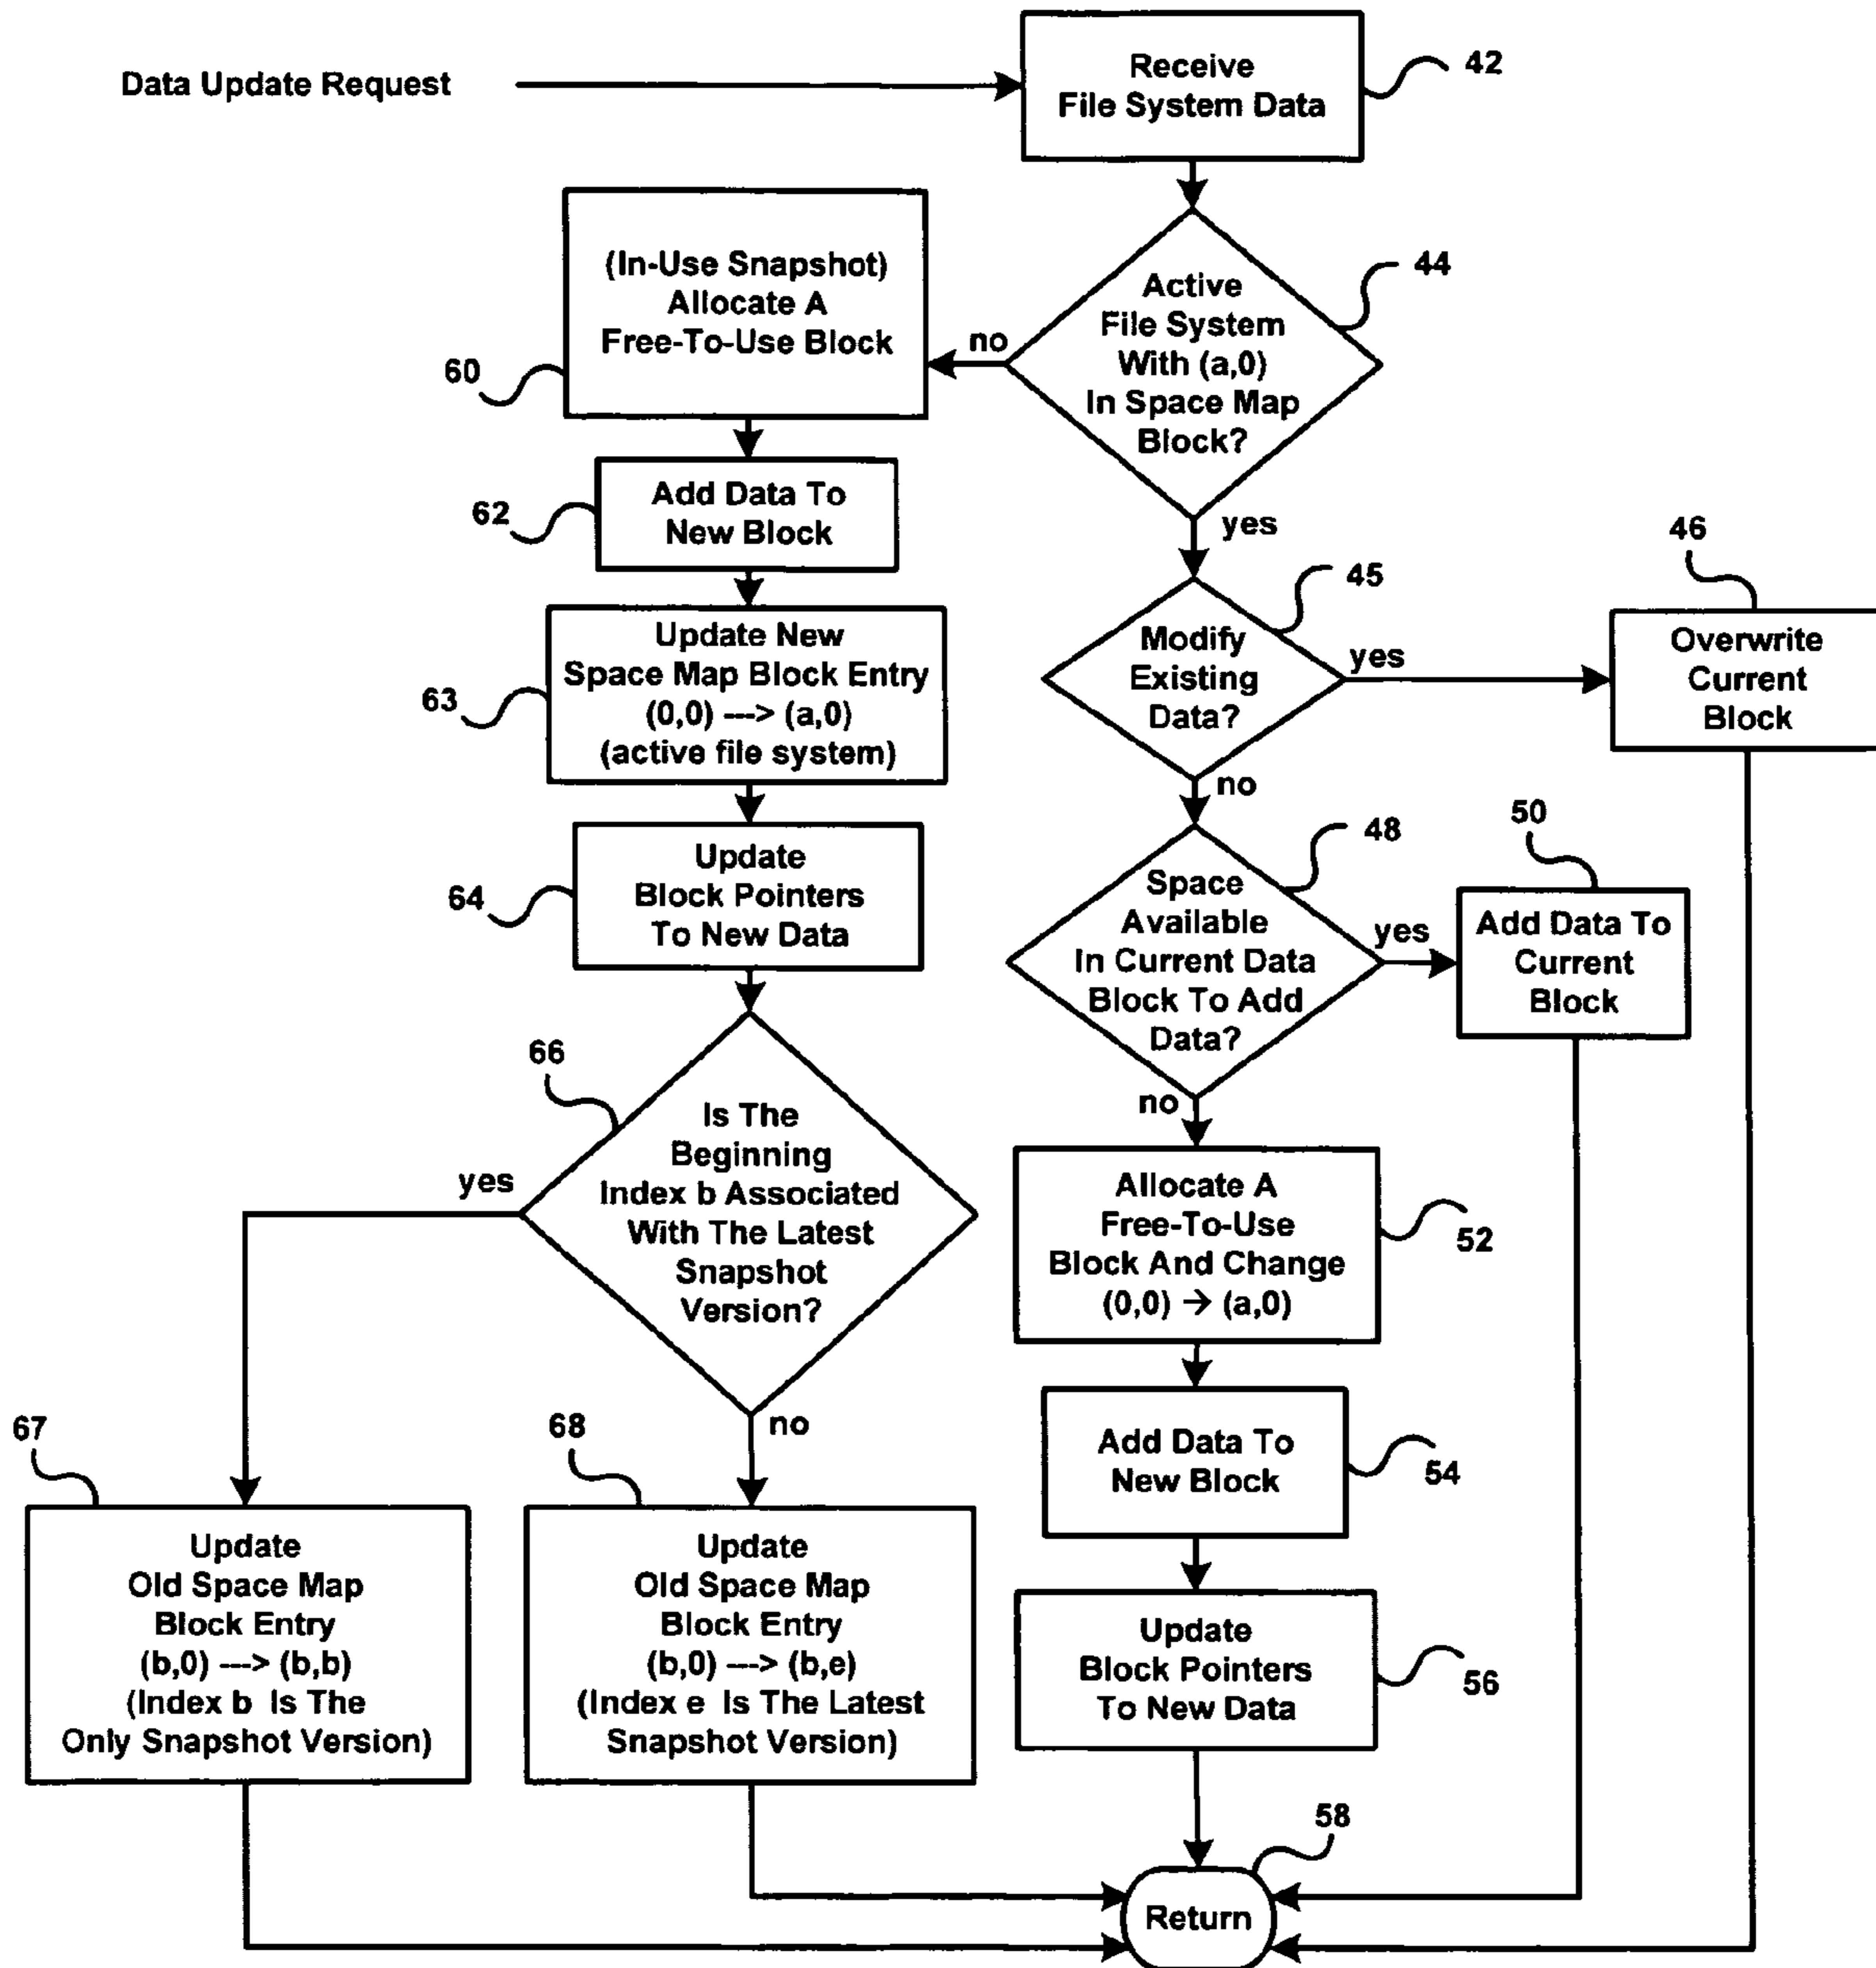 Data Update Request
Receive
File System Data
42
Active
File System
With (a,0)
In Space Map
Block?
44
no
yes
(In-Use Snapshot)
Allocate A
Free-To-Use Block
60
Add Data To
New Block
62
Update New
Space Map Block Entry
(0,0) ---> (a,0)
(active file system)
63
Update
Block Pointers
To New Data
64
Is The
Beginning
Index b Associated
With The Latest
Snapshot
Version?
66
yes
no
Update
Old Space Map
Block Entry
(b,0) ---> (b,b)
(Index b Is The
Only Snapshot Version)
67
Update
Old Space Map
Block Entry
(b,0) ---> (b,e)
(Index e Is The Latest
Snapshot Version)
68
Modify
Existing
Data?
45
yes
no
Overwrite
Current
Block
46
Space
Available
In Current Data
Block To Add
Data?
48
yes
no
Add Data To
Current
Block
50
Allocate A
Free-To-Use
Block And Change
(0,0) → (a,0)
52
Add Data To
New Block
54
Update
Block Pointers
To New Data
56
Return
58